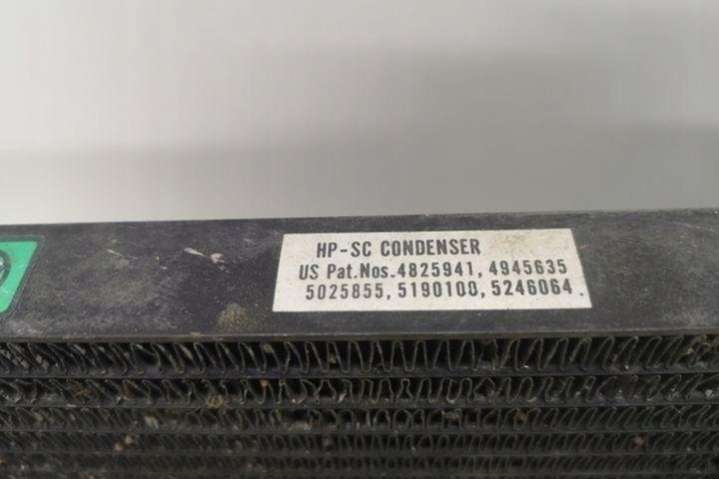 HP-SC CONDENSER
US Pat.Nos.4825941, 4945635
5025855, 5190100, 5246064.